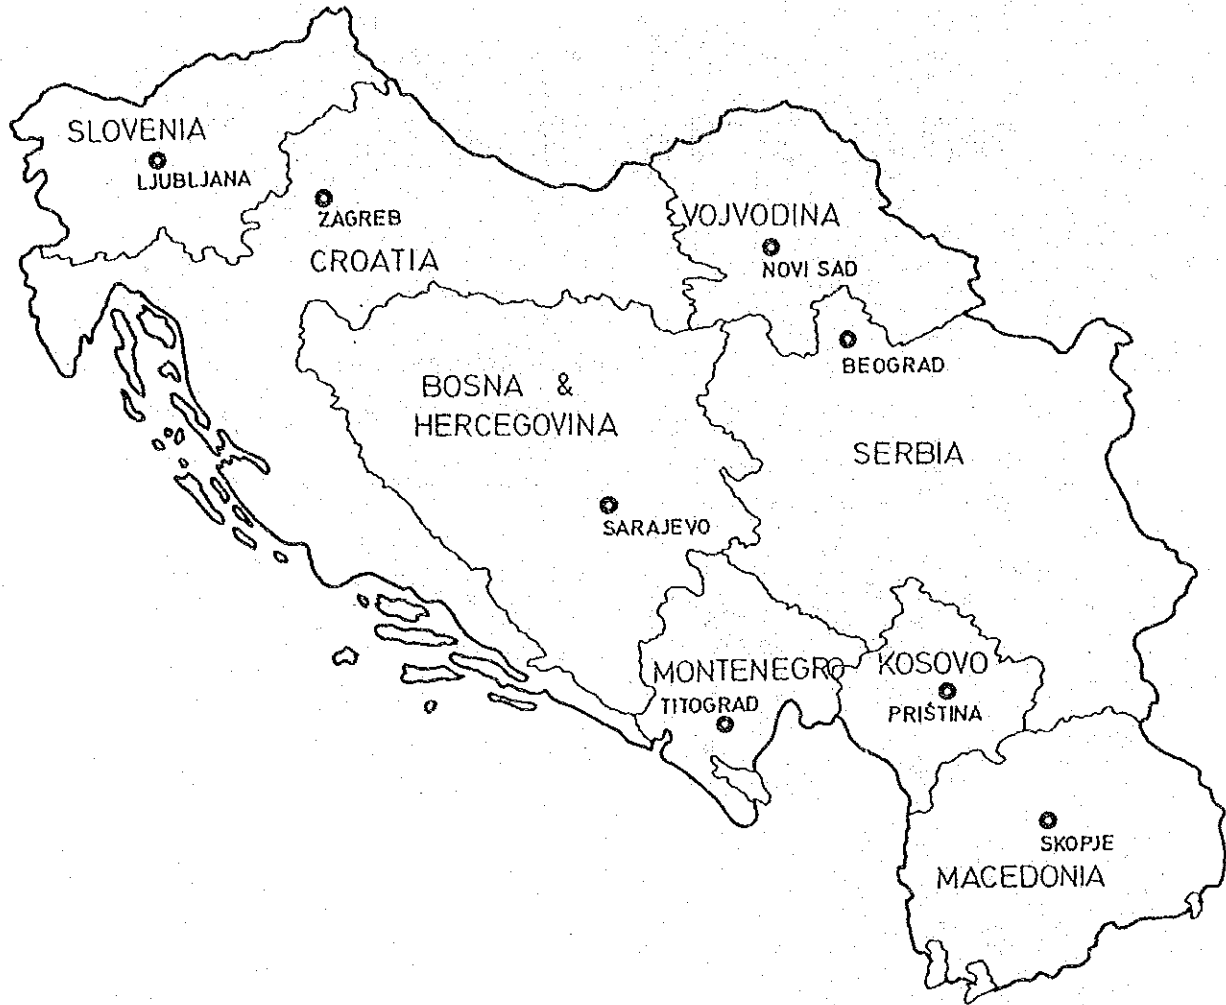 SLOVENIA
LJUBLJANA
ZAGREB
CROATIA
VOJVODINA
NOVI SAD
BEOGRAD
BOSNA &
HERCEGOVINA
SERBIA
SARAJEVO
MONTENEGRO
TITOGRAD
KOSOVO
PRIŠTINA
SKOPJE
MACEDONIA